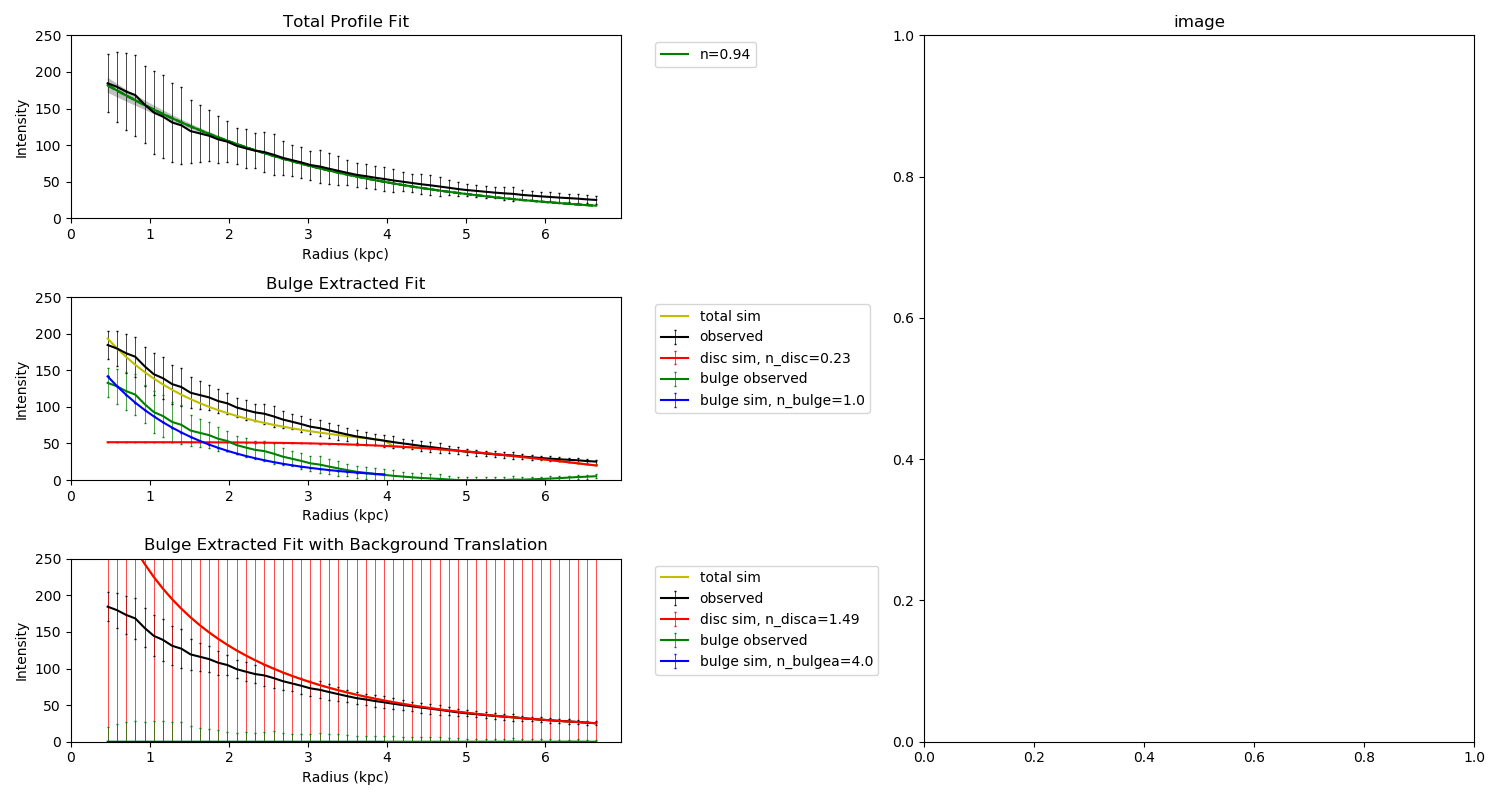 Total Profile Fit
250
200
150
100
50
0
Intensity
0 1 2 3 4 5 6
Radius (kpc)
n=0.94
Bulge Extracted Fit
250
200
150
100
50
0
Intensity
0 1 2 3 4 5 6
Radius (kpc)
total sim
observed
disc sim, n_disc=0.23
bulge observed
bulge sim, n_bulge=1.0
Bulge Extracted Fit with Background Translation
250
200
150
100
50
0
Intensity
0 1 2 3 4 5 6
Radius (kpc)
total sim
observed
disc sim, n_disca=1.49
bulge observed
bulge sim, n_bulgea=4.0
image
1.0
0.8
0.6
0.4
0.2
0.0
0.0 0.2 0.4 0.6 0.8 1.0